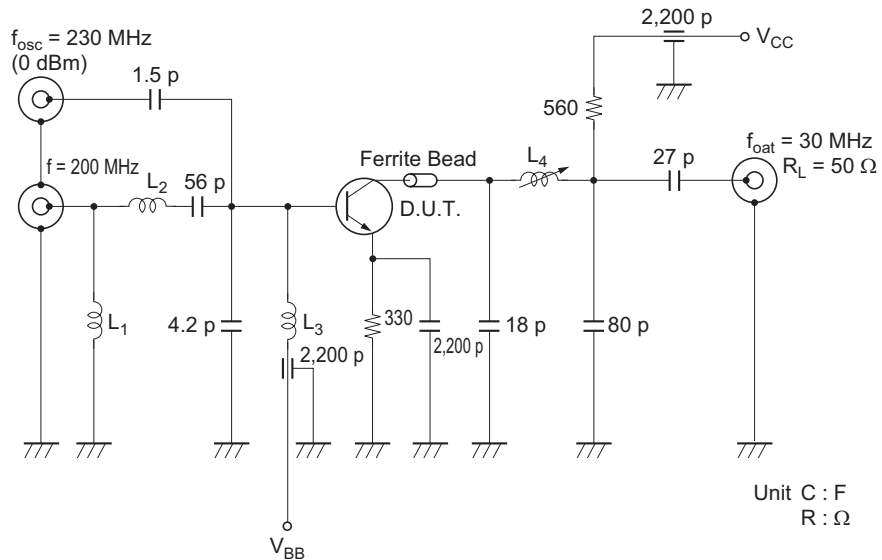 2,200 p
V_CC
f_osc = 230 MHz
(0 dBm)
1.5 p
560
f = 200 MHz
L_2
56 p
Ferrite Bead
D.U.T.
L_4
27 p
f_oat = 30 MHz
R_L = 50 Ω
L_1
4.2 p
L_3
2,200 p
330
2,200 p
18 p
80 p
V_BB
Unit C : F
R : Ω